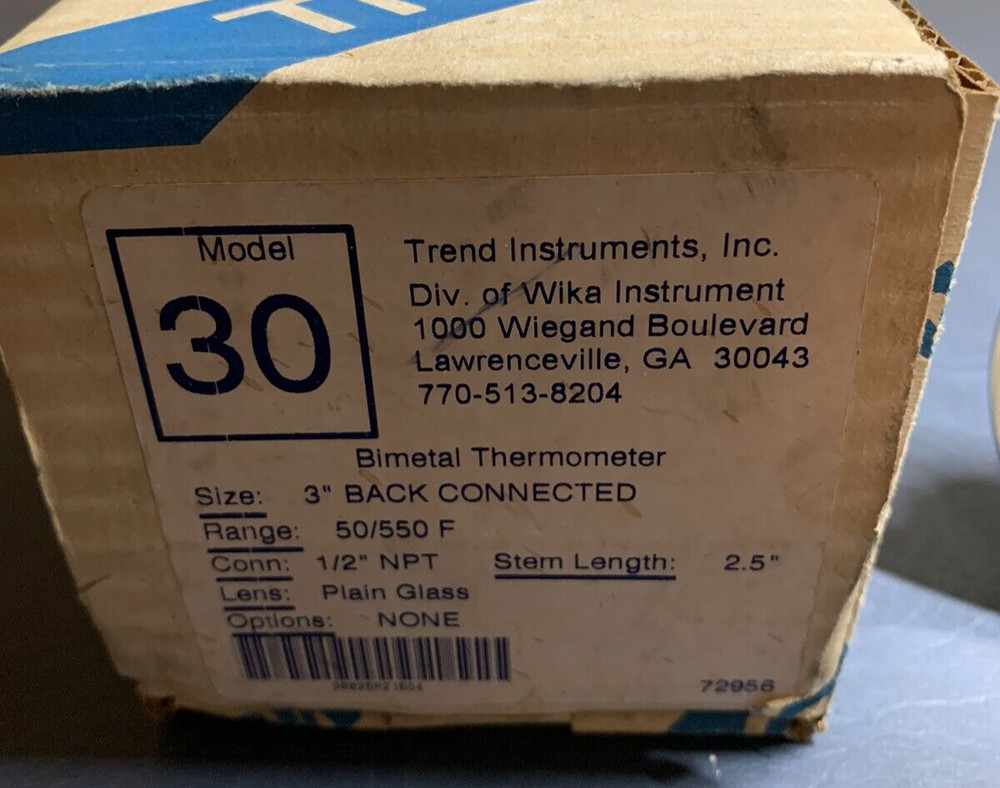 Model
30
Trend Instruments, Inc.
Div. of Wika Instrument
1000 Wiegand Boulevard
Lawrenceville, GA 30043
770-513-8204
Bimetal Thermometer
Size: 3" BACK CONNECTED
Range: 50/550 F
Conn: 1/2" NPT Stem Length: 2.5"
Lens: Plain Glass
Options: NONE
72956